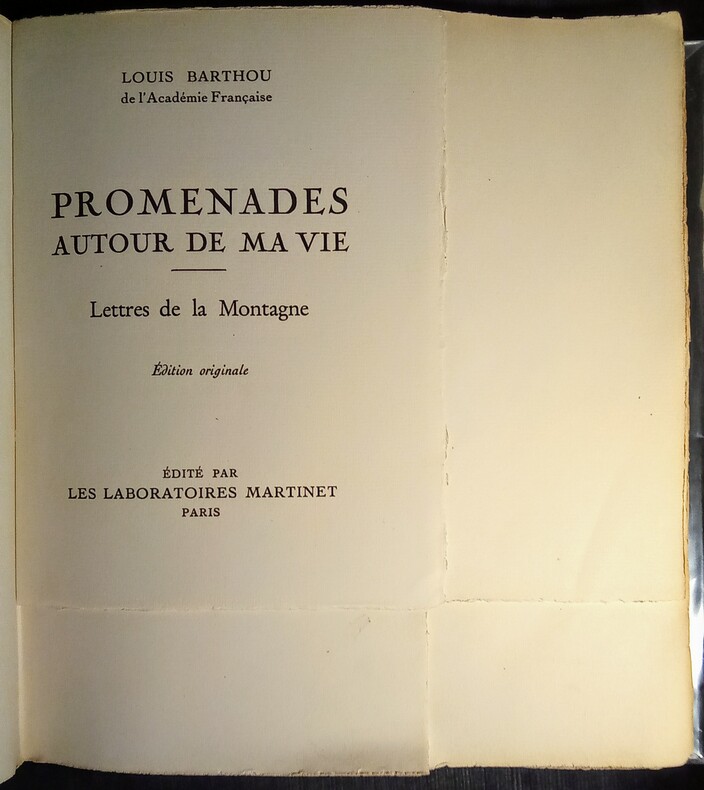 LOUIS BARTHOU
de l'Académie Française
PROMENADES
AUTOUR DE MA VIE
Lettres de la Montagne
Édition originale
ÉDITÉ PAR
LES LABORATOIRES MARTINET
PARIS